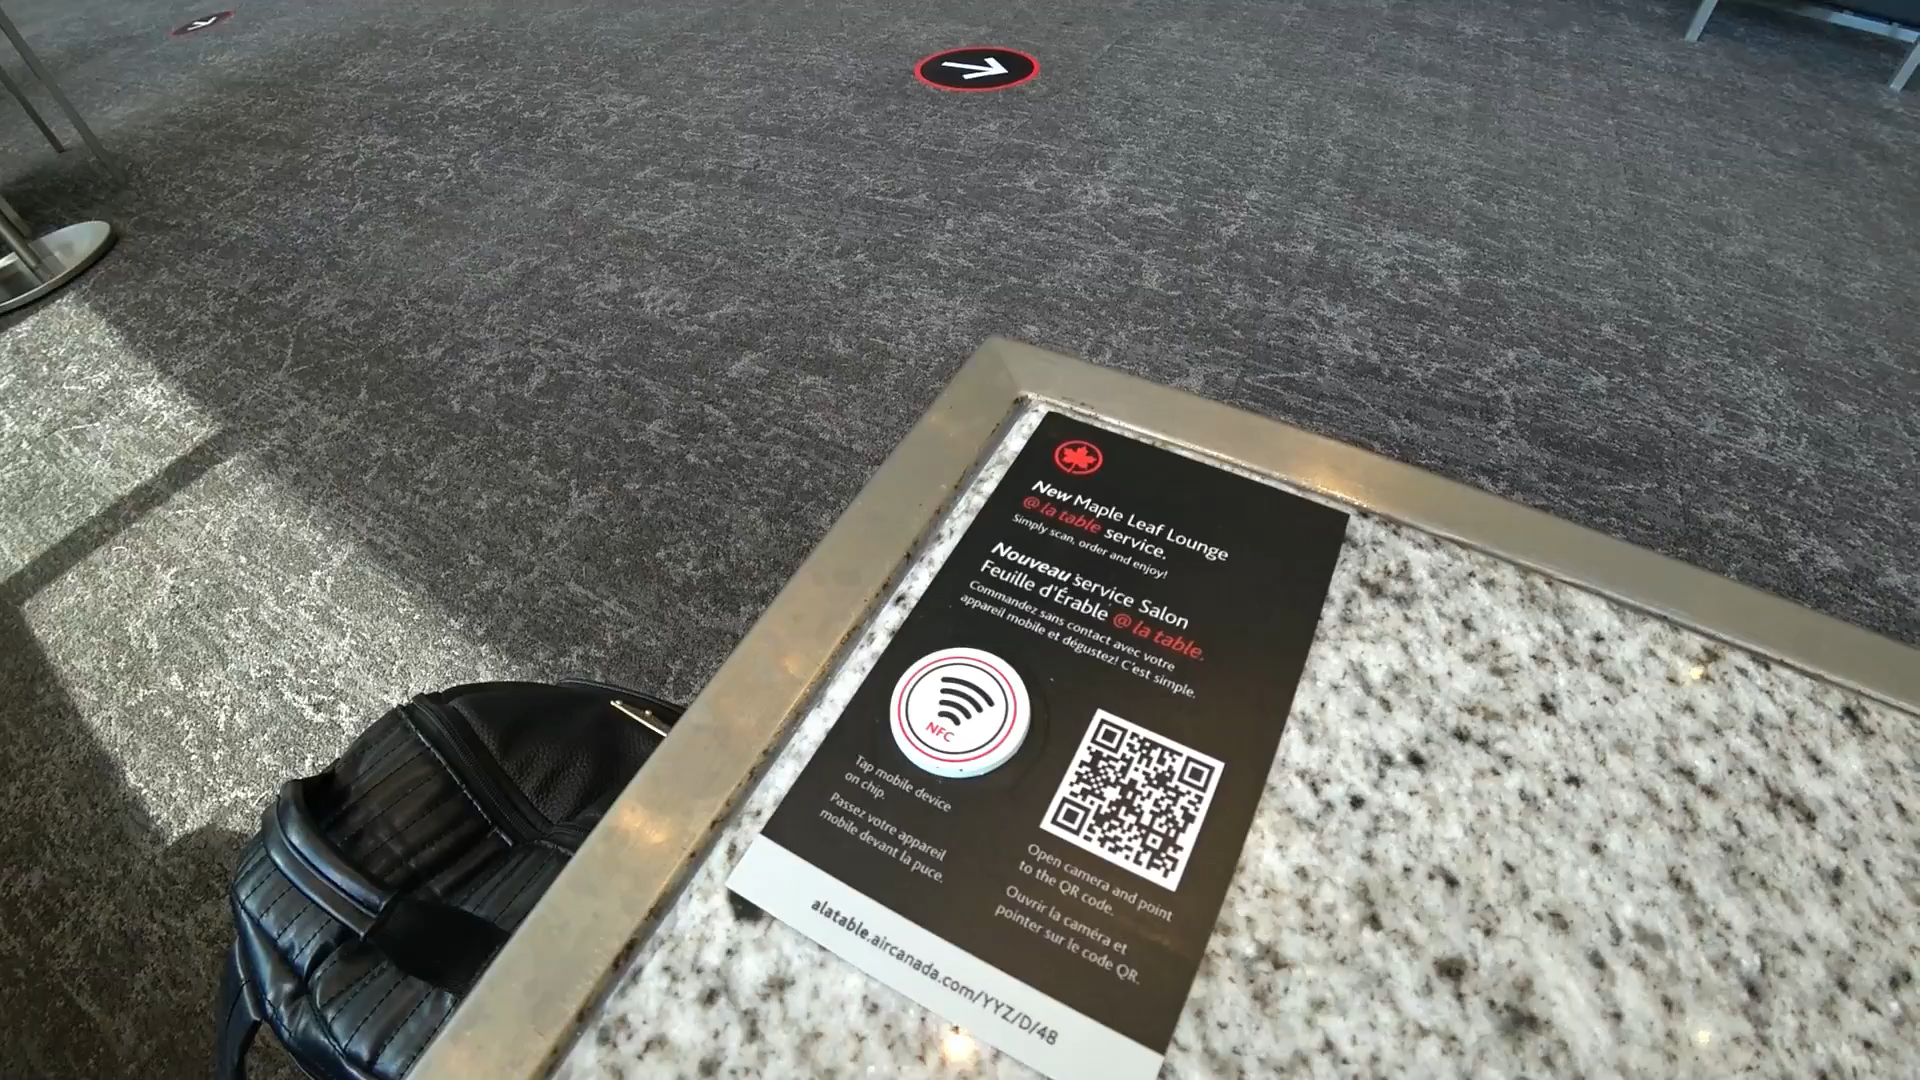 New Maple Leaf Lounge
@ la table service.
Simply scan, order and enjoy!
Nouveau service Salon
Feuille d'Érable @ la table.
Commandez sans contact avec votre
appareil mobile et dégustez! C'est simple.
NFC
Tap mobile device
on chip.
Passez votre appareil
mobile devant la puce.
Open camera and point
to the QR code.
Ouvrir la caméra et
pointer sur le code QR.
alatable.aircanada.com/YYZ/D/48